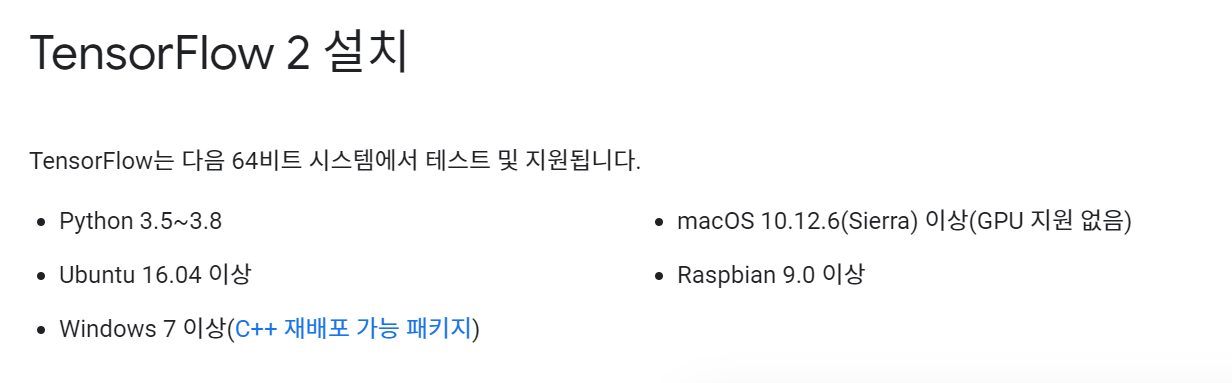 TensorFlow 2 설치
TensorFlow는 다음 64비트 시스템에서 테스트 및 지원됩니다.
• Python 3.5~3.8
• Ubuntu 16.04 이상
• Windows 7 이상(C++ 재배포 가능 패키지)
• macOS 10.12.6(Sierra) 이상(GPU 지원 없음)
• Raspbian 9.0 이상